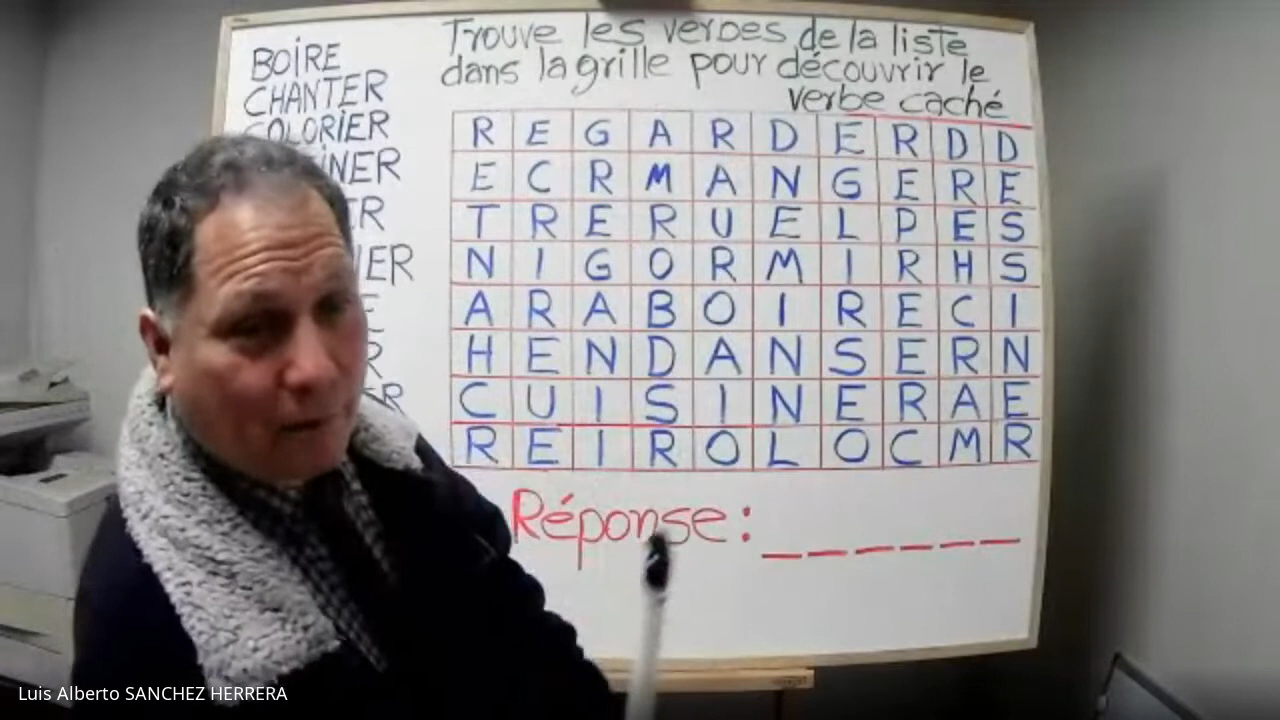 Trouve les verbes de la liste
dans la grille pour découvrir le
verbe caché
BOIRE
CHANTER
COLORIER
R E G A R D E R D D
E C R M A N G E R E
T R E R U E L P E S
N I G O R M I R H S
A R A B O I R E C I
H E N D A N S E R N
C U I S I N E R A E
R E I R O L O C M R
Réponse: _ _ _ _ _ _
Luis Alberto SANCHEZ HERRERA